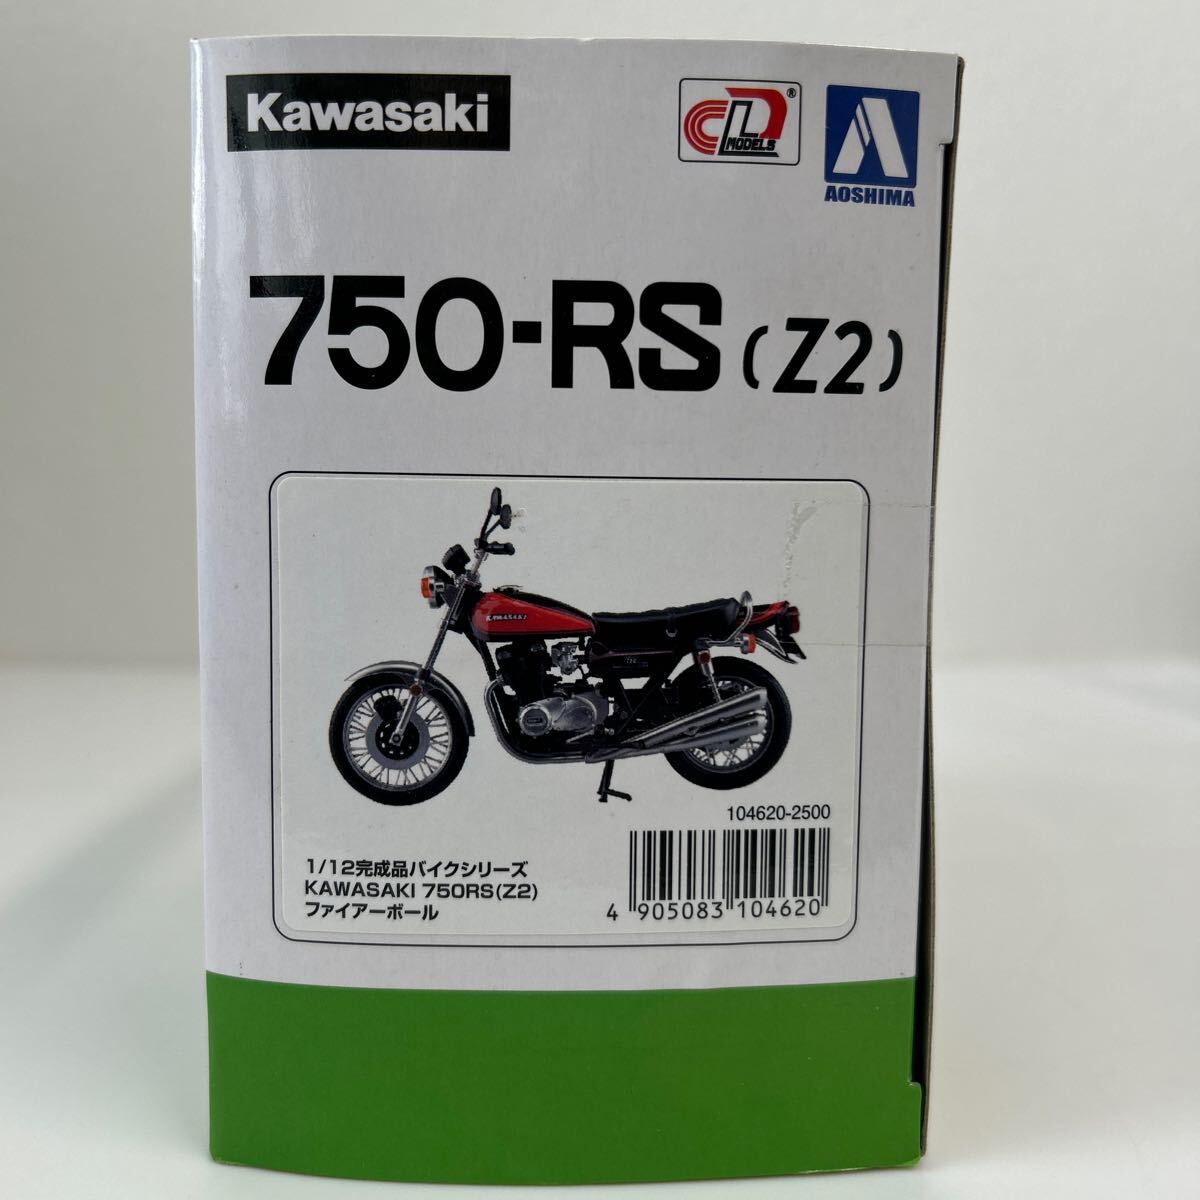 Kawasaki
CDL MODELS ®
AOSHIMA
750-RS (Z2)
KAWASAKI
104620-2500
1/12完成品バイクシリーズ
KAWASAKI 750RS(Z2)
ファイアーボール
4 905083 104620